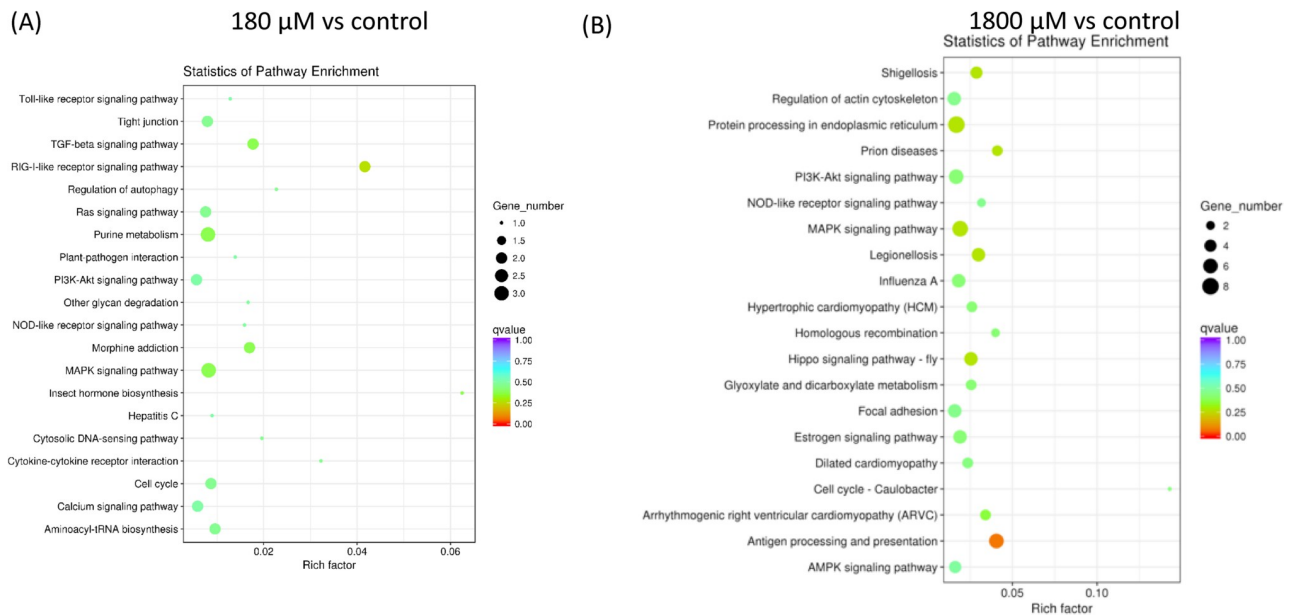 (A)
180 µM vs control
Statistics of Pathway Enrichment
Toll-like receptor signaling pathway
Tight junction
TGF-beta signaling pathway
RIG-I-like receptor signaling pathway
Regulation of autophagy
Ras signaling pathway
Purine metabolism
Plant-pathogen interaction
PI3K-Akt signaling pathway
Other glycan degradation
NOD-like receptor signaling pathway
Morphine addiction
MAPK signaling pathway
Insect hormone biosynthesis
Hepatitis C
Cytosolic DNA-sensing pathway
Cytokine-cytokine receptor interaction
Cell cycle
Calcium signaling pathway
Aminoacyl-tRNA biosynthesis
0.02 0.04 0.06
Rich factor
Gene_number
1.0
1.5
2.0
2.5
3.0
qvalue
1.00
0.75
0.50
0.25
0.00
(B)
1800 µM vs control
Statistics of Pathway Enrichment
Shigellosis
Regulation of actin cytoskeleton
Protein processing in endoplasmic reticulum
Prion diseases
PI3K-Akt signaling pathway
NOD-like receptor signaling pathway
MAPK signaling pathway
Legionellosis
Influenza A
Hypertrophic cardiomyopathy (HCM)
Homologous recombination
Hippo signaling pathway - fly
Glyoxylate and dicarboxylate metabolism
Focal adhesion
Estrogen signaling pathway
Dilated cardiomyopathy
Cell cycle - Caulobacter
Arrhythmogenic right ventricular cardiomyopathy (ARVC)
Antigen processing and presentation
AMPK signaling pathway
0.05 0.10
Rich factor
Gene_number
2
4
6
8
qvalue
1.00
0.75
0.50
0.25
0.00